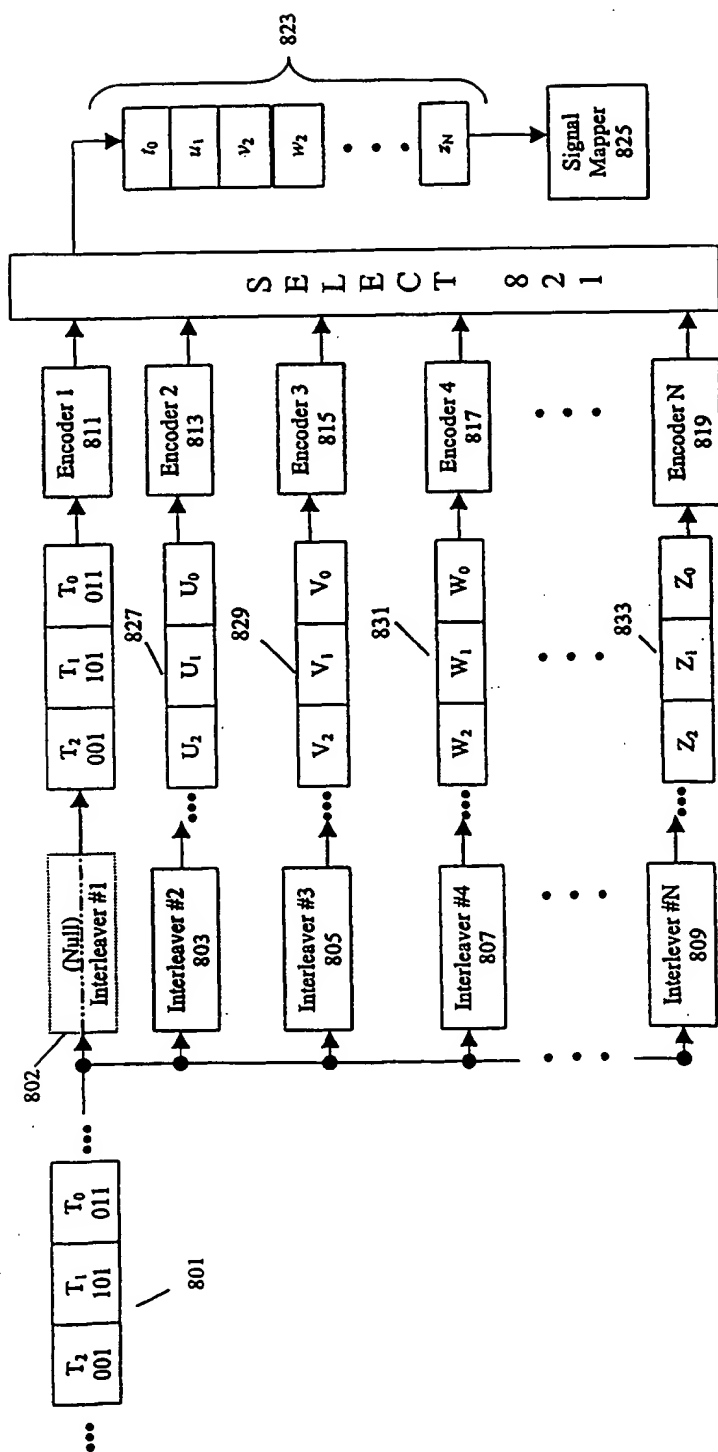 T2 T1 T0
001 101 011
801
802
(Null)
Interleaver #1
T2 T1 T0
001 101 011
Encoder 1
811
Interleaver #2
803
U2 U1 U0
827
Encoder 2
813
Interleaver #3
805
V2 V1 V0
829
Encoder 3
815
Interleaver #4
807
W2 W1 W0
831
Encoder 4
817
Interlever #N
809
Z2 Z1 Z0
833
Encoder N
819
SELECT 821
t0
u1
v2
w2
zN
823
Signal
Mapper
825